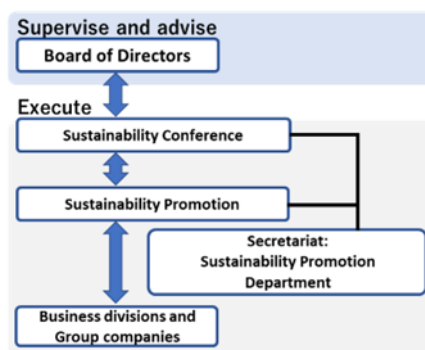 Supervise and advise
Board of Directors
Execute
Sustainability Conference
Sustainability Promotion
Secretariat:
Sustainability Promotion
Department
Business divisions and
Group companies